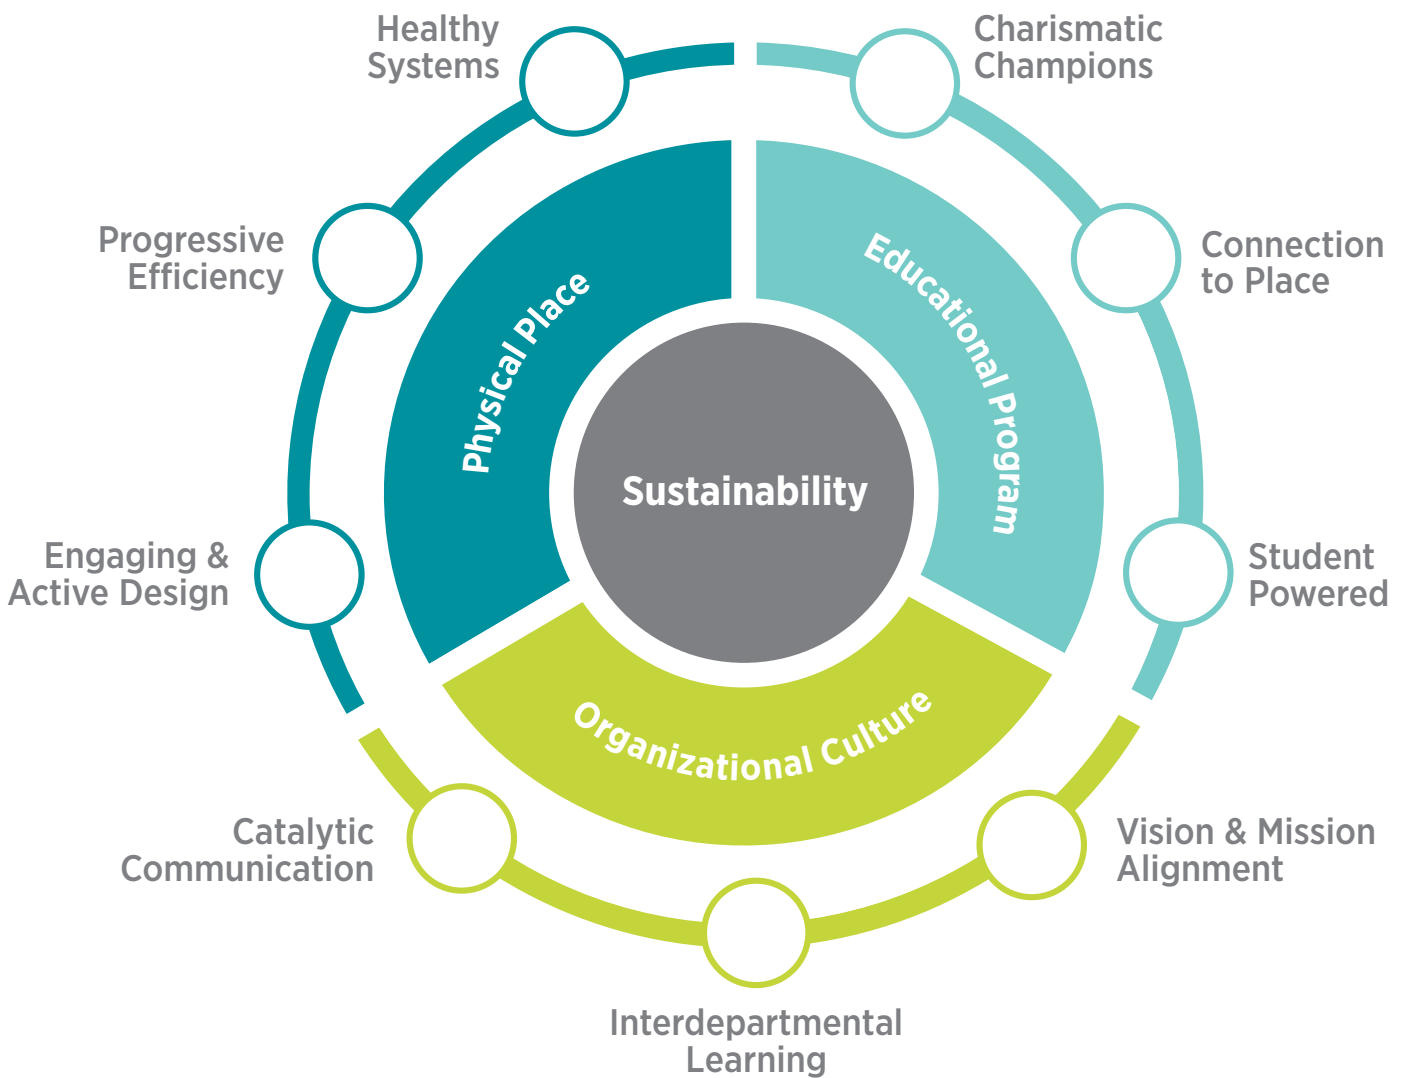 Healthy
Systems
Charismatic
Champions
Progressive
Efficiency
Connection
to Place
Physical Place
Educational Program
Sustainability
Engaging &
Active Design
Student
Powered
Organizational Culture
Catalytic
Communication
Vision & Mission
Alignment
Interdepartmental
Learning